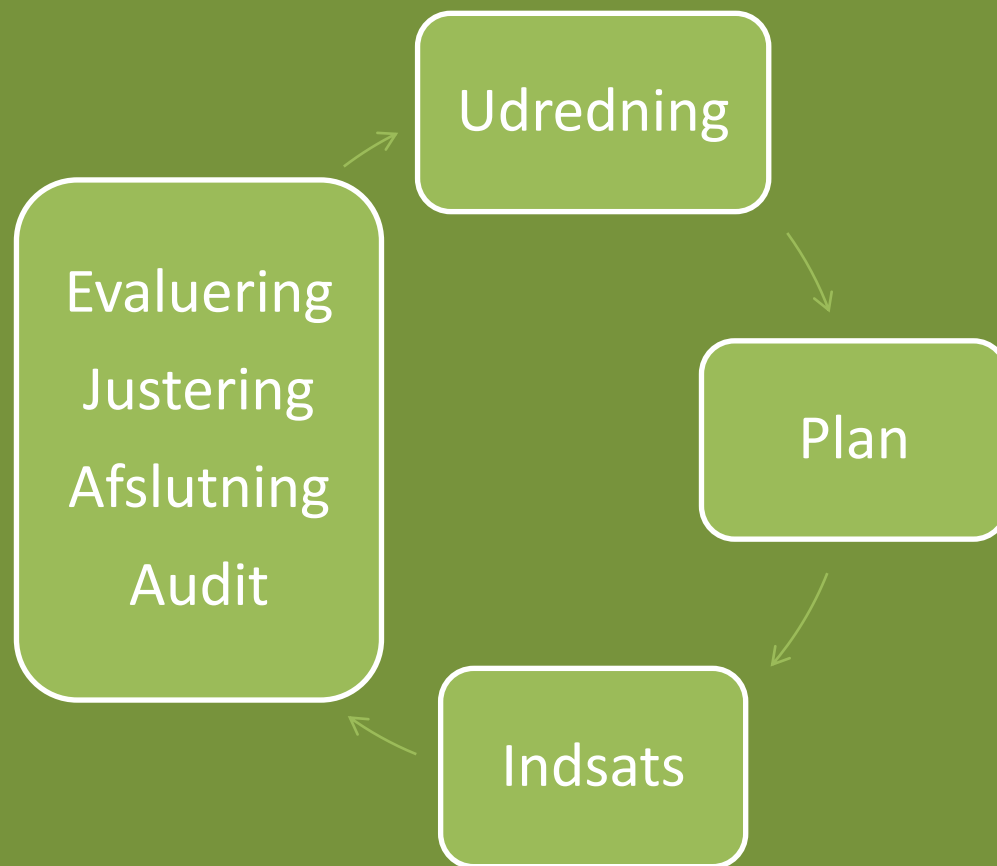 Udredning
Plan
Indsats
Evaluering
Justering
Afslutning
Audit